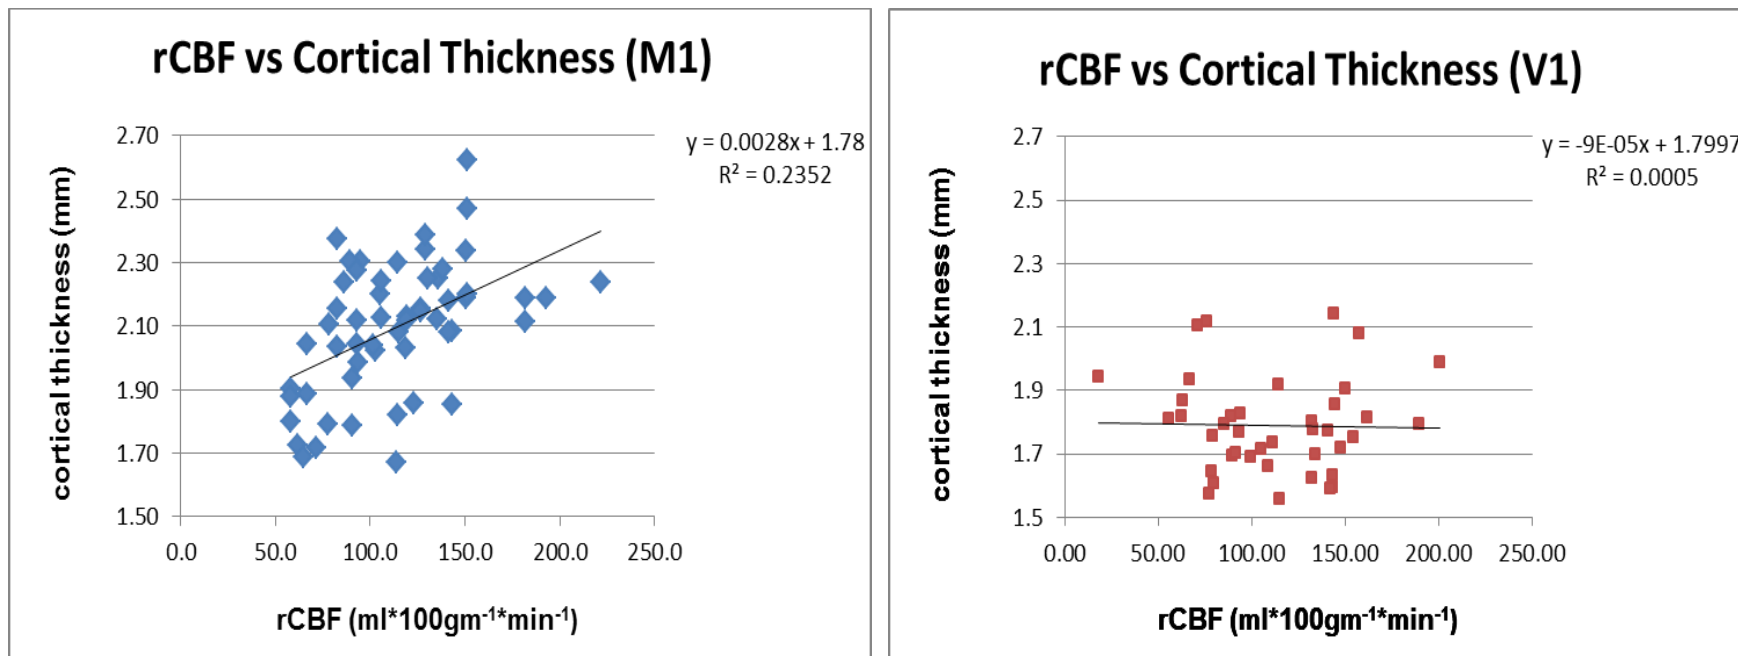 rCBF vs Cortical Thickness (M1)
y = 0.0028x + 1.78
R² = 0.2352
cortical thickness (mm)
2.70
2.50
2.30
2.10
1.90
1.70
1.50
0.0 50.0 100.0 150.0 200.0 250.0
rCBF (ml*100gm⁻¹*min⁻¹)
rCBF vs Cortical Thickness (V1)
y = -9E-05x + 1.7997
R² = 0.0005
cortical thickness (mm)
2.7
2.5
2.3
2.1
1.9
1.7
1.5
0.00 50.00 100.00 150.00 200.00 250.00
rCBF (ml*100gm⁻¹*min⁻¹)